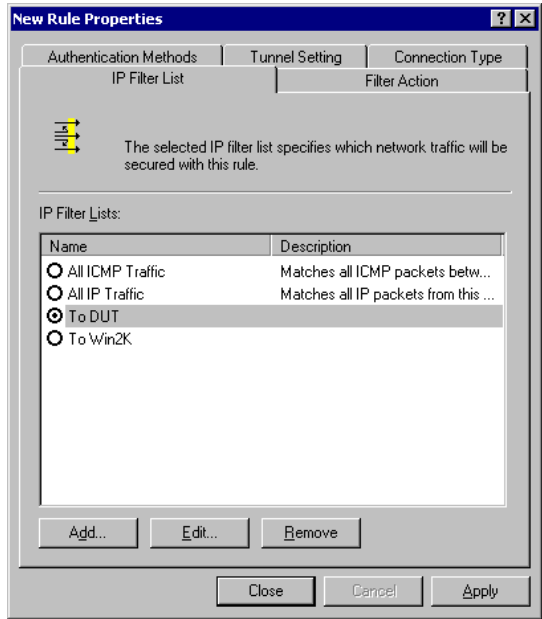 New Rule Properties
Authentication Methods Tunnel Setting Connection Type
IP Filter List Filter Action
The selected IP filter list specifies which network traffic will be
secured with this rule.
IP Filter Lists:
Name Description
All ICMP Traffic Matches all ICMP packets betw...
All IP Traffic Matches all IP packets from this ...
To DUT
To Win2K
Add... Edit... Remove
Close Cancel Apply